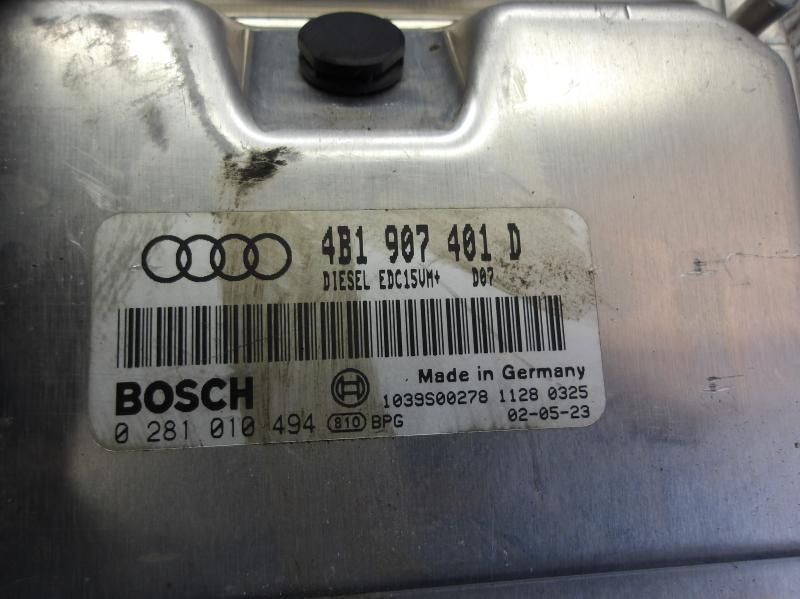 4B1 907 401 D
DIESEL EDC15VM+ D07
BOSCH
Made in Germany
1039S00278 1128 0325
0 281 010 494 810 BPG
02-05-23